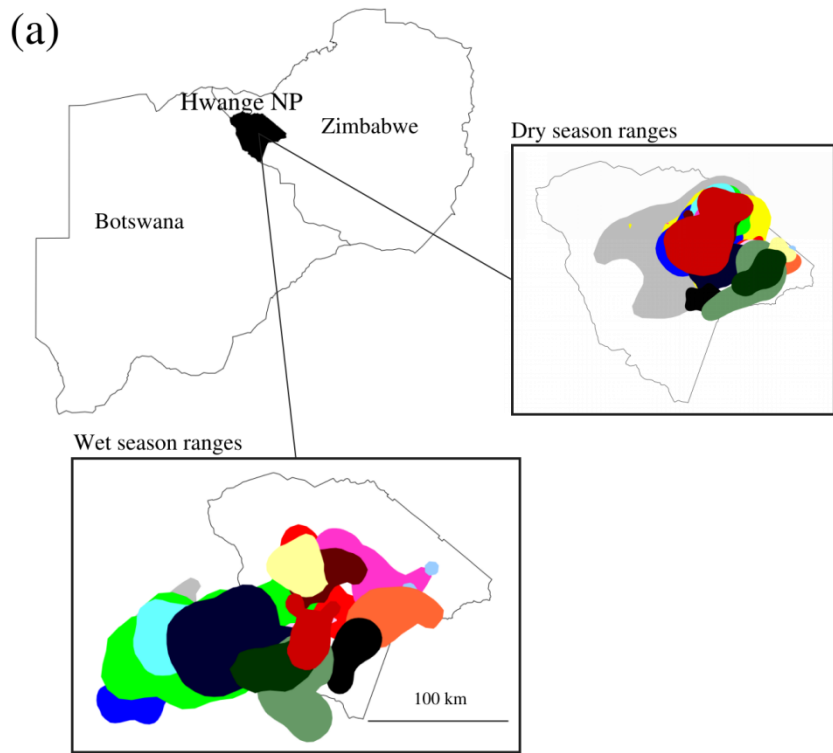 (a)
Hwange NP
Zimbabwe
Botswana
Dry season ranges
Wet season ranges
100 km